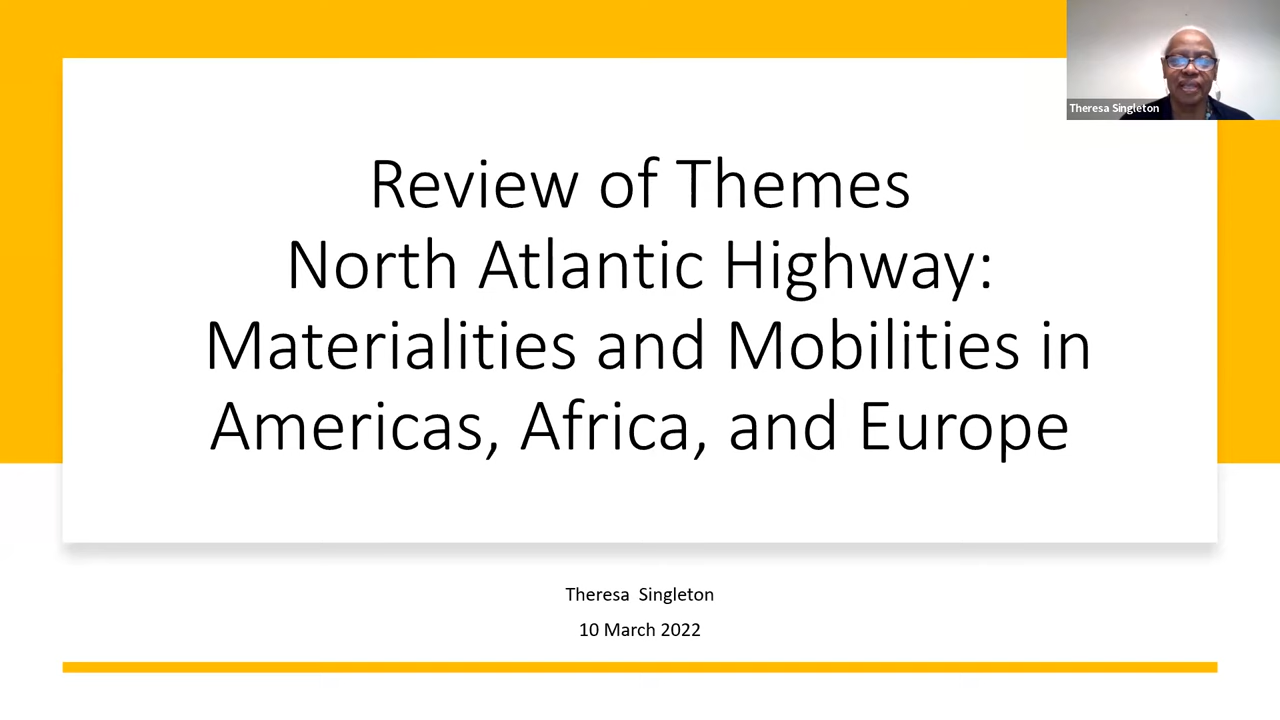 Theresa Singleton
Review of Themes
North Atlantic Highway:
Materialities and Mobilities in
Americas, Africa, and Europe
Theresa Singleton
10 March 2022